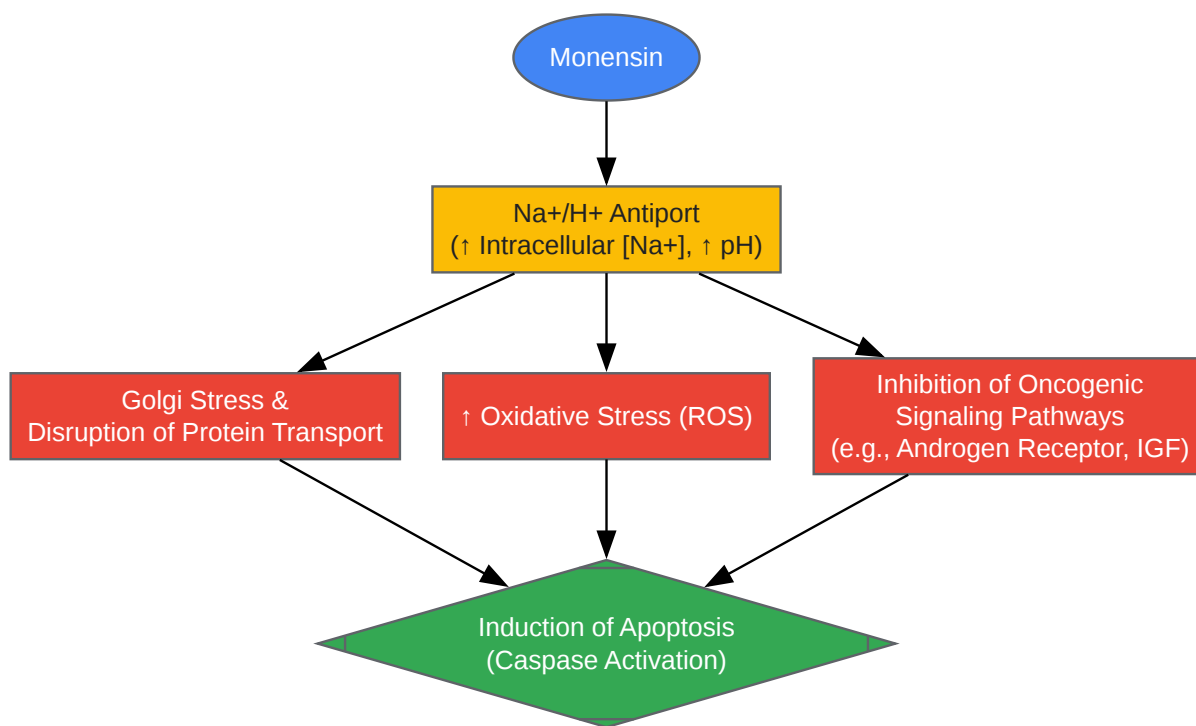 Monensin
Na+/H+ Antiport
(↑ Intracellular [Na+], ↑ pH)
Golgi Stress &
Disruption of Protein Transport
↑ Oxidative Stress (ROS)
Inhibition of Oncogenic
Signaling Pathways
(e.g., Androgen Receptor, IGF)
Induction of Apoptosis
(Caspase Activation)